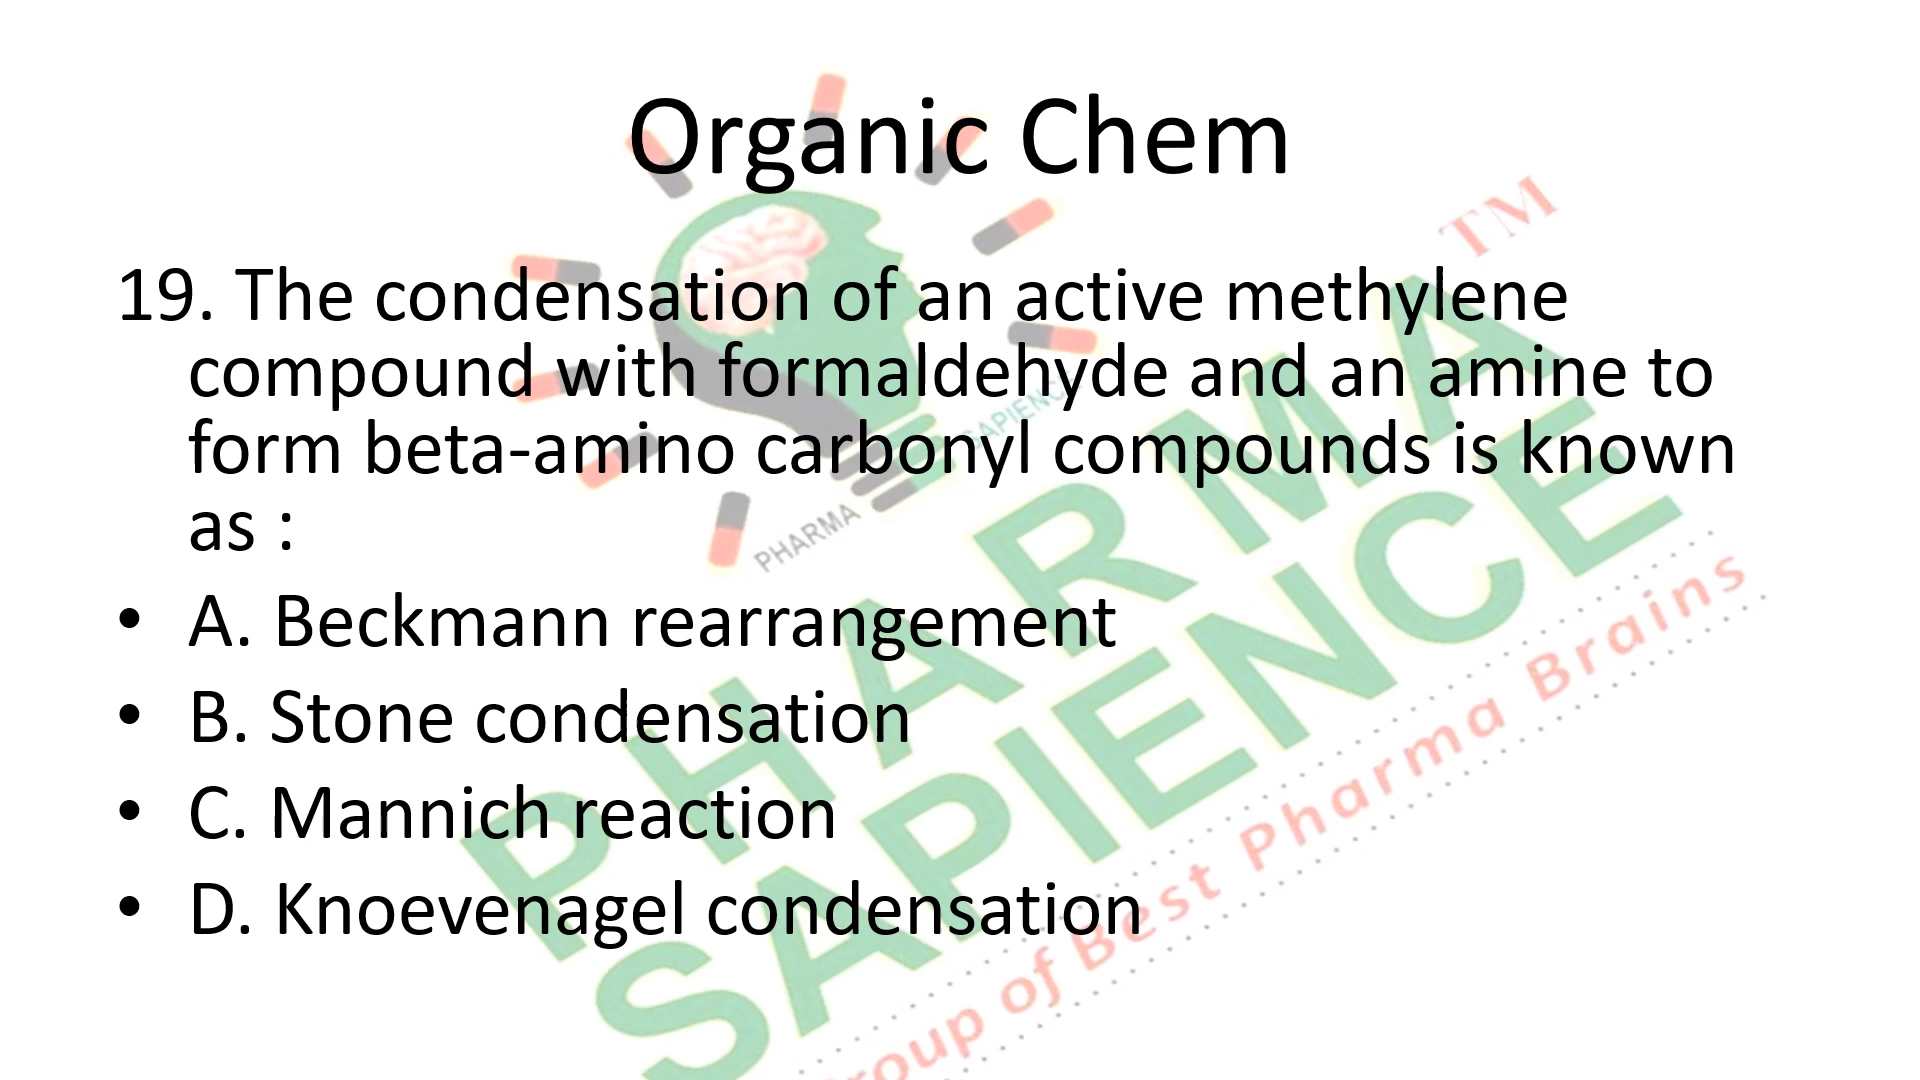 Organic Chem
19. The condensation of an active methylene
compound with formaldehyde and an amine to
form beta-amino carbonyl compounds is known
as :
• A. Beckmann rearrangement
• B. Stone condensation
• C. Mannich reaction
• D. Knoevenagel condensation
PHARMA
SAPIENCE
PHARMA
SAPIENCE
TM
roup of Best Pharma Brains